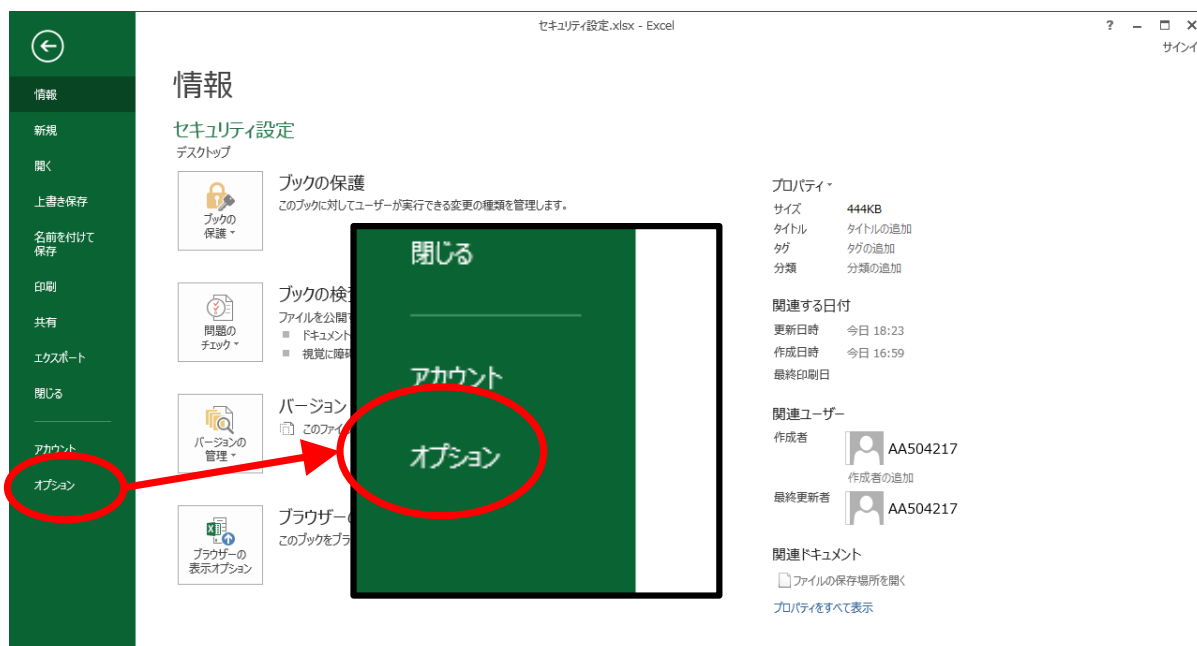 セキュリティ設定.xlsx - Excel
?
サインイ
情報
新規
開く
上書き保存
名前を付けて
保存
印刷
共有
エクスポート
閉じる
アカウント
オプション
情報
セキュリティ設定
デスクトップ
ブックの
保護
ブックの保護
このブックに対してユーザーが実行できる変更の種類を管理します。
問題の
チェック
ブックの検
ファイルを公開
ドキュメント
視覚に障
バージョンの
管理
バージョン
このファイ
ブラウザーの
表示オプション
ブラウザー
このブックをブラ
閉じる
アカウント
オプション
プロパティ
サイズ 444KB
タイトル タイトルの追加
タグ タグの追加
分類 分類の追加
関連する日付
更新日時 今日 18:23
作成日時 今日 16:59
最終印刷日
関連ユーザー
作成者 AA504217
作成者の追加
最終更新者 AA504217
関連ドキュメント
ファイルの保存場所を開く
プロパティをすべて表示